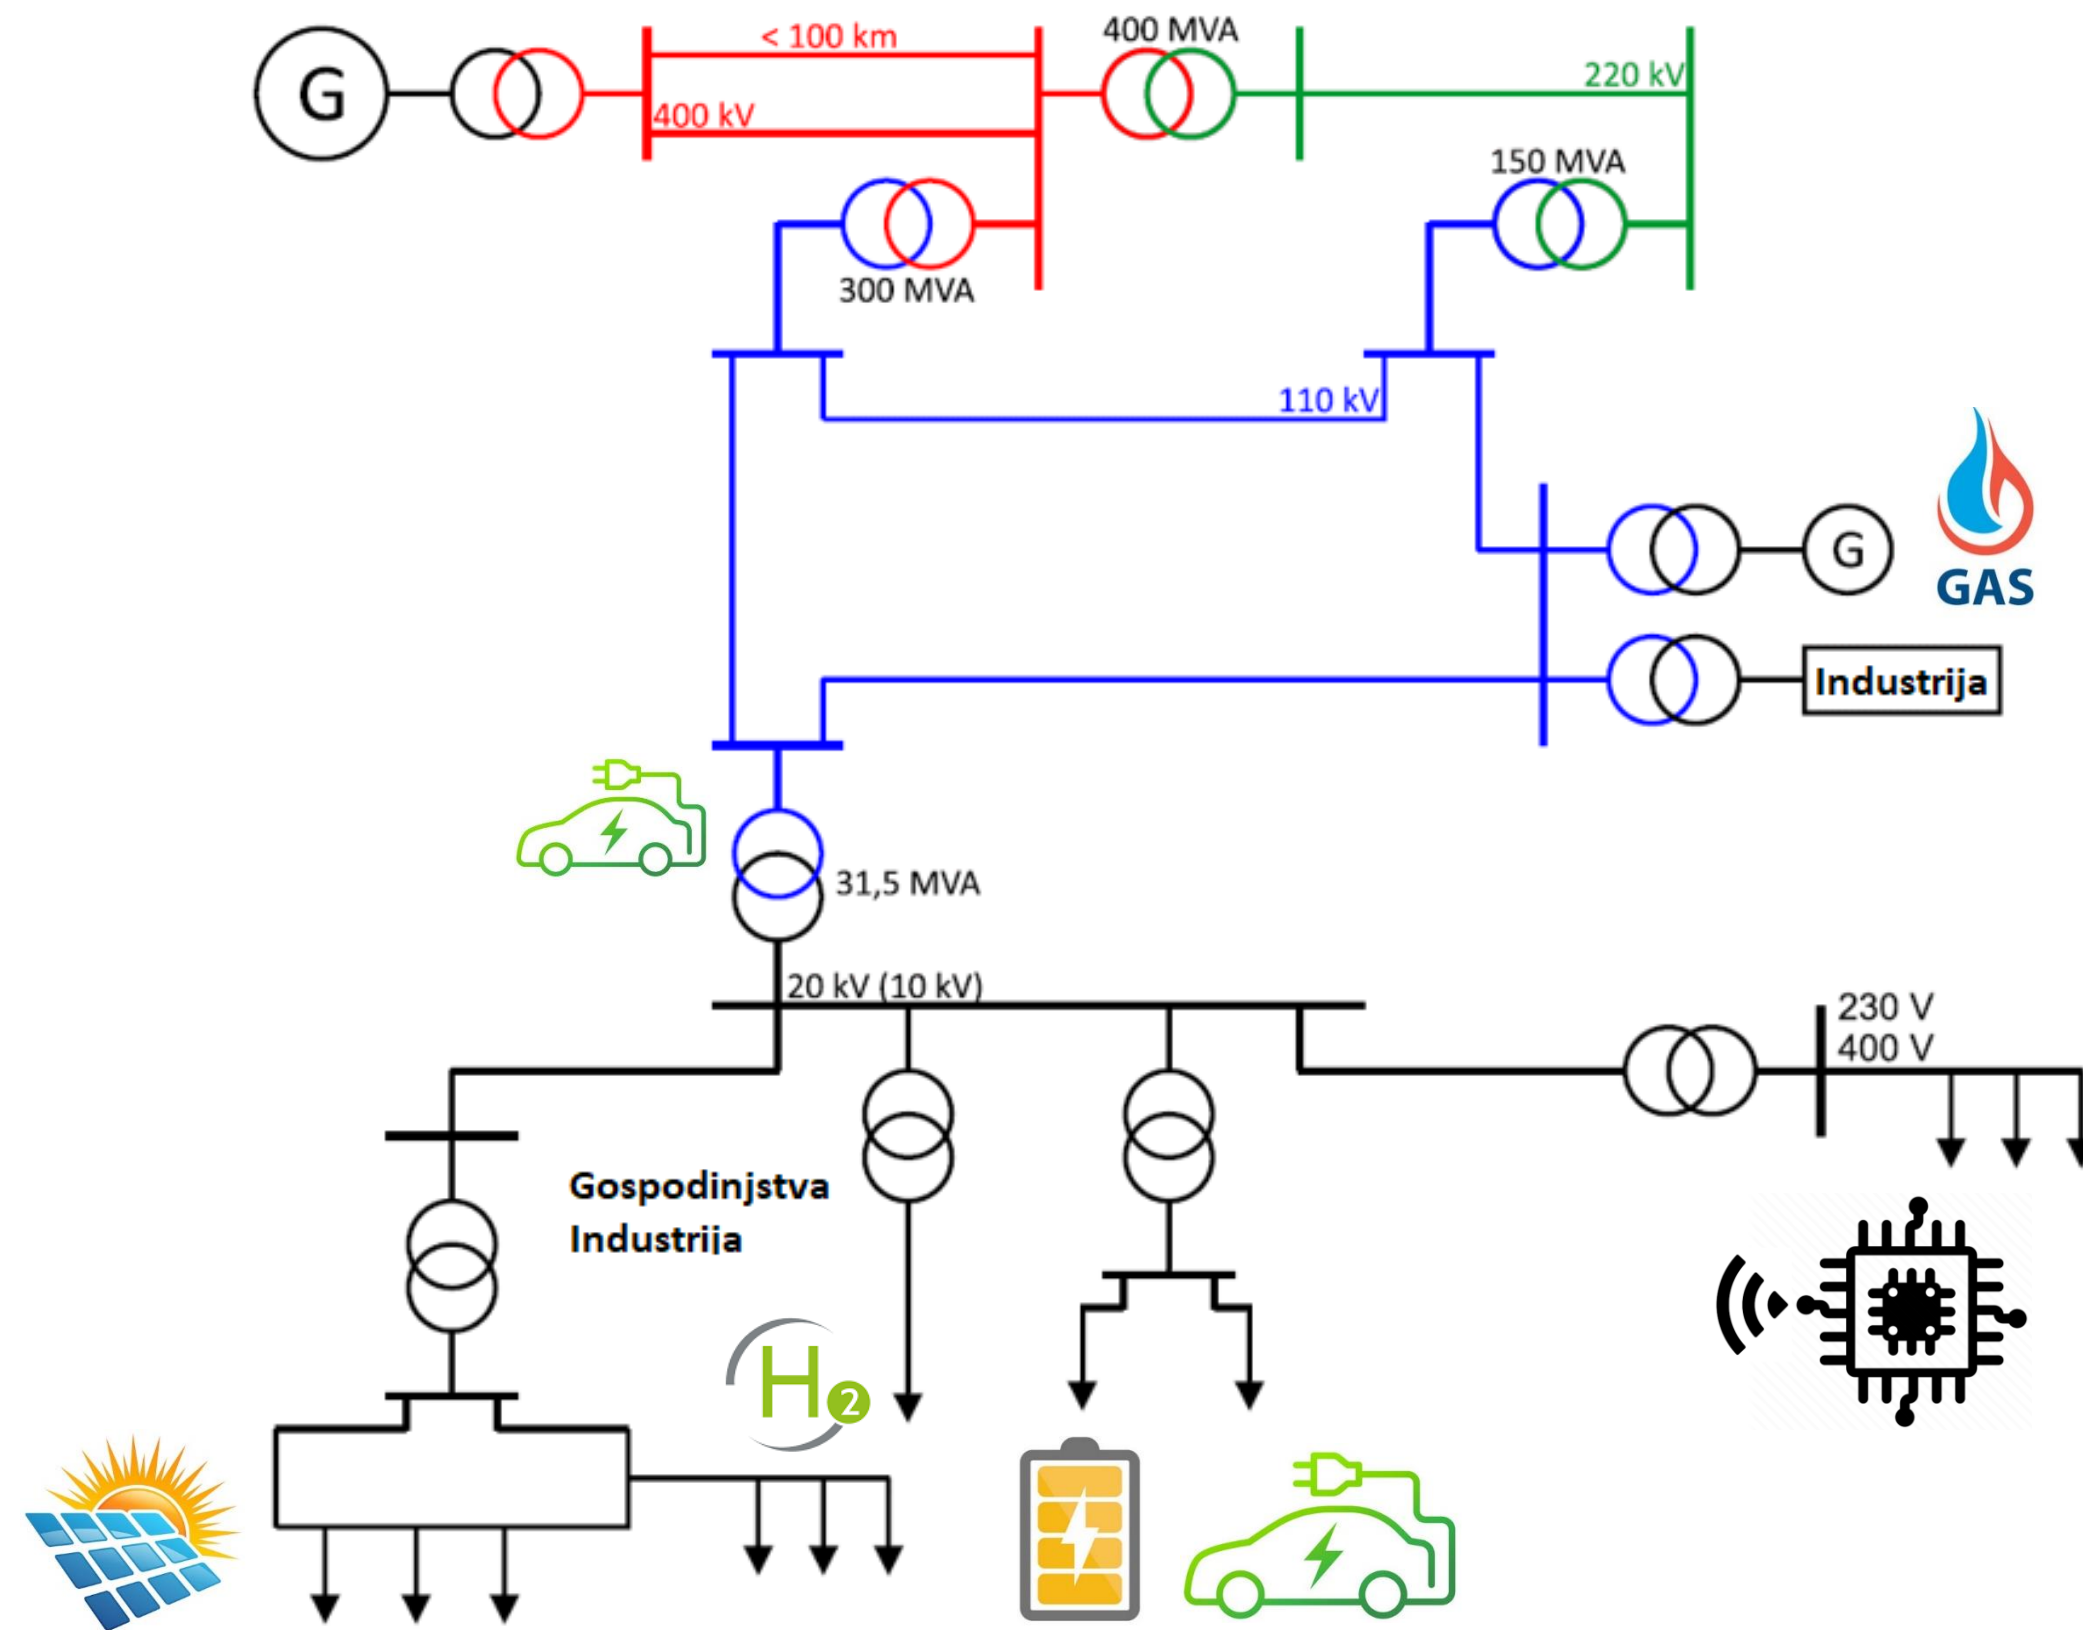 G
< 100 km
400 kV
400 MVA
220 kV
150 MVA
300 MVA
110 kV
G
GAS
Industrija
31,5 MVA
20 kV (10 kV)
230 V
400 V
Gospodinjstva
Industrija
H2